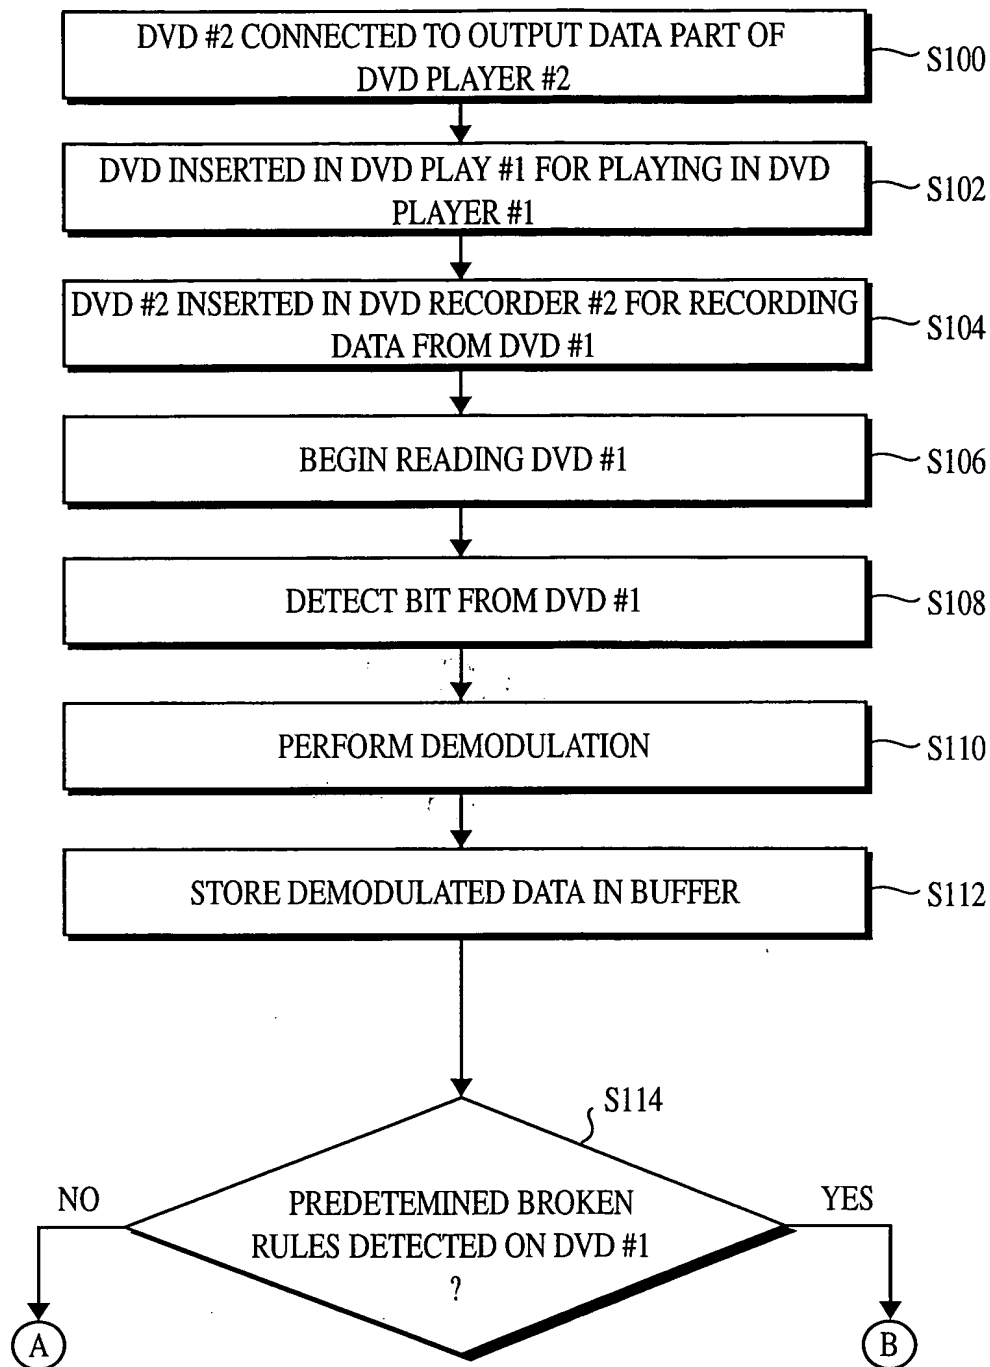 DVD #2 CONNECTED TO OUTPUT DATA PART OF
DVD PLAYER #2
S100
DVD INSERTED IN DVD PLAY #1 FOR PLAYING IN DVD
PLAYER #1
S102
DVD #2 INSERTED IN DVD RECORDER #2 FOR RECORDING
DATA FROM DVD #1
S104
BEGIN READING DVD #1
S106
DETECT BIT FROM DVD #1
S108
PERFORM DEMODULATION
S110
STORE DEMODULATED DATA IN BUFFER
S112
S114
NO
YES
PREDETEMINED BROKEN
RULES DETECTED ON DVD #1
?
A
B